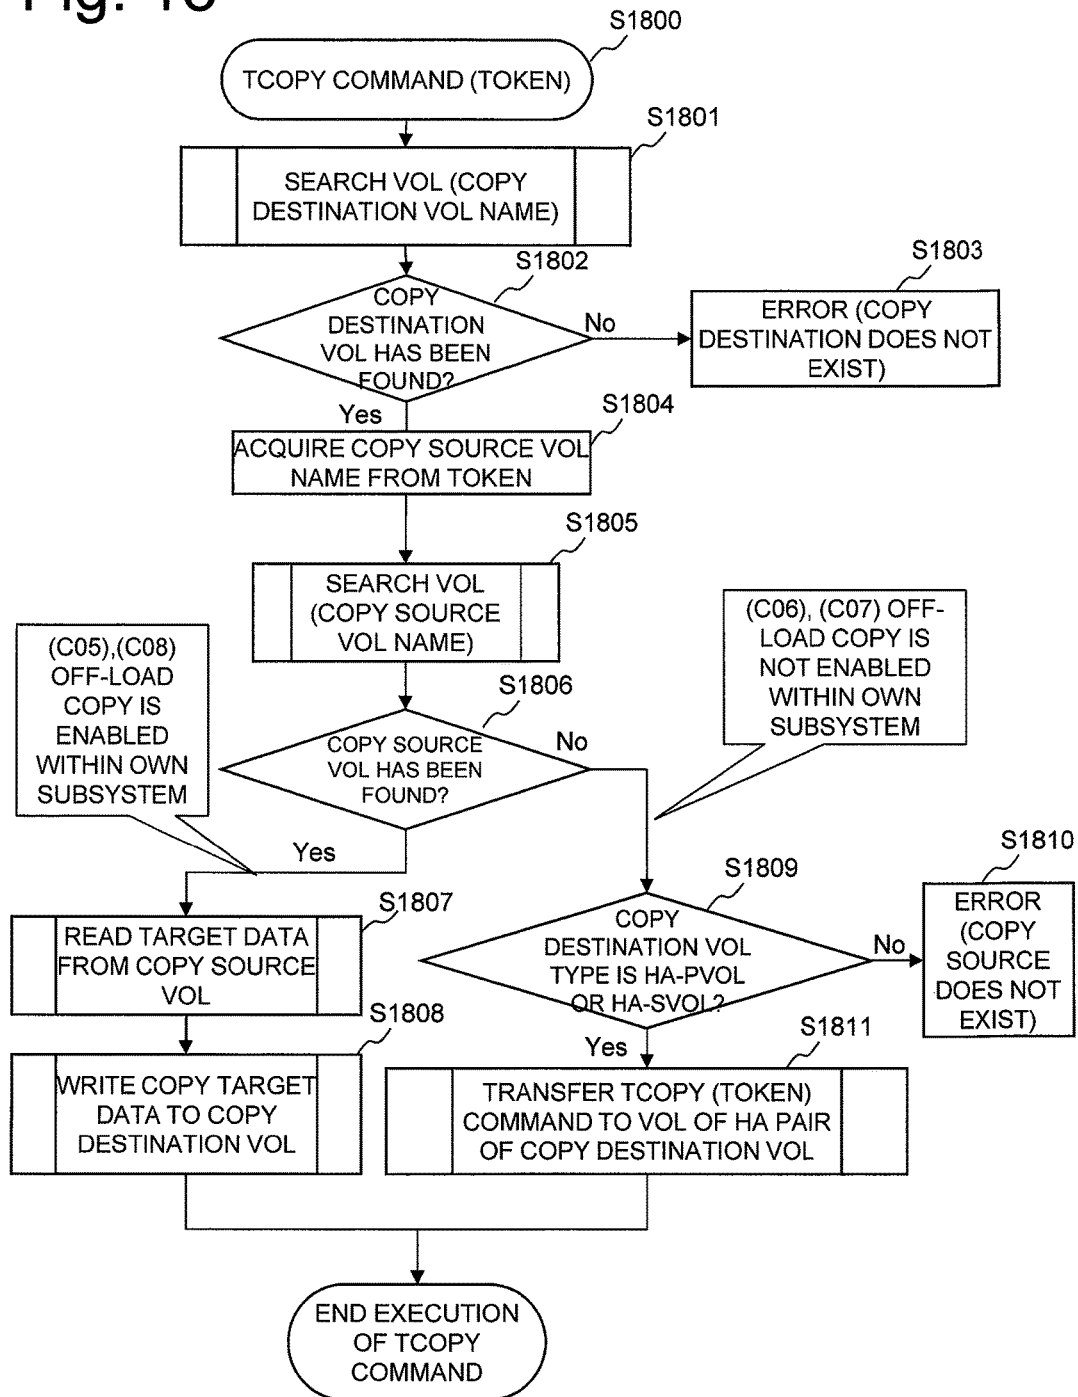 S1800
TCOPY COMMAND (TOKEN)
S1801
SEARCH VOL (COPY
DESTINATION VOL NAME)
S1802
COPY
DESTINATION
VOL HAS BEEN
FOUND?
No
S1803
ERROR (COPY
DESTINATION DOES NOT
EXIST)
Yes
S1804
ACQUIRE COPY SOURCE VOL
NAME FROM TOKEN
S1805
SEARCH VOL
(COPY SOURCE
VOL NAME)
(C05),(C08)
OFF-LOAD
COPY IS
ENABLED
WITHIN OWN
SUBSYSTEM
(C06), (C07) OFF-
LOAD COPY IS
NOT ENABLED
WITHIN OWN
SUBSYSTEM
S1806
COPY SOURCE
VOL HAS BEEN
FOUND?
No
Yes
S1807
READ TARGET DATA
FROM COPY SOURCE
VOL
S1808
WRITE COPY TARGET
DATA TO COPY
DESTINATION VOL
S1809
COPY
DESTINATION VOL
TYPE IS HA-PVOL
OR HA-SVOL?
No
S1810
ERROR
(COPY
SOURCE
DOES NOT
EXIST)
Yes
S1811
TRANSFER TCOPY (TOKEN)
COMMAND TO VOL OF HA PAIR
OF COPY DESTINATION VOL
END EXECUTION
OF TCOPY
COMMAND